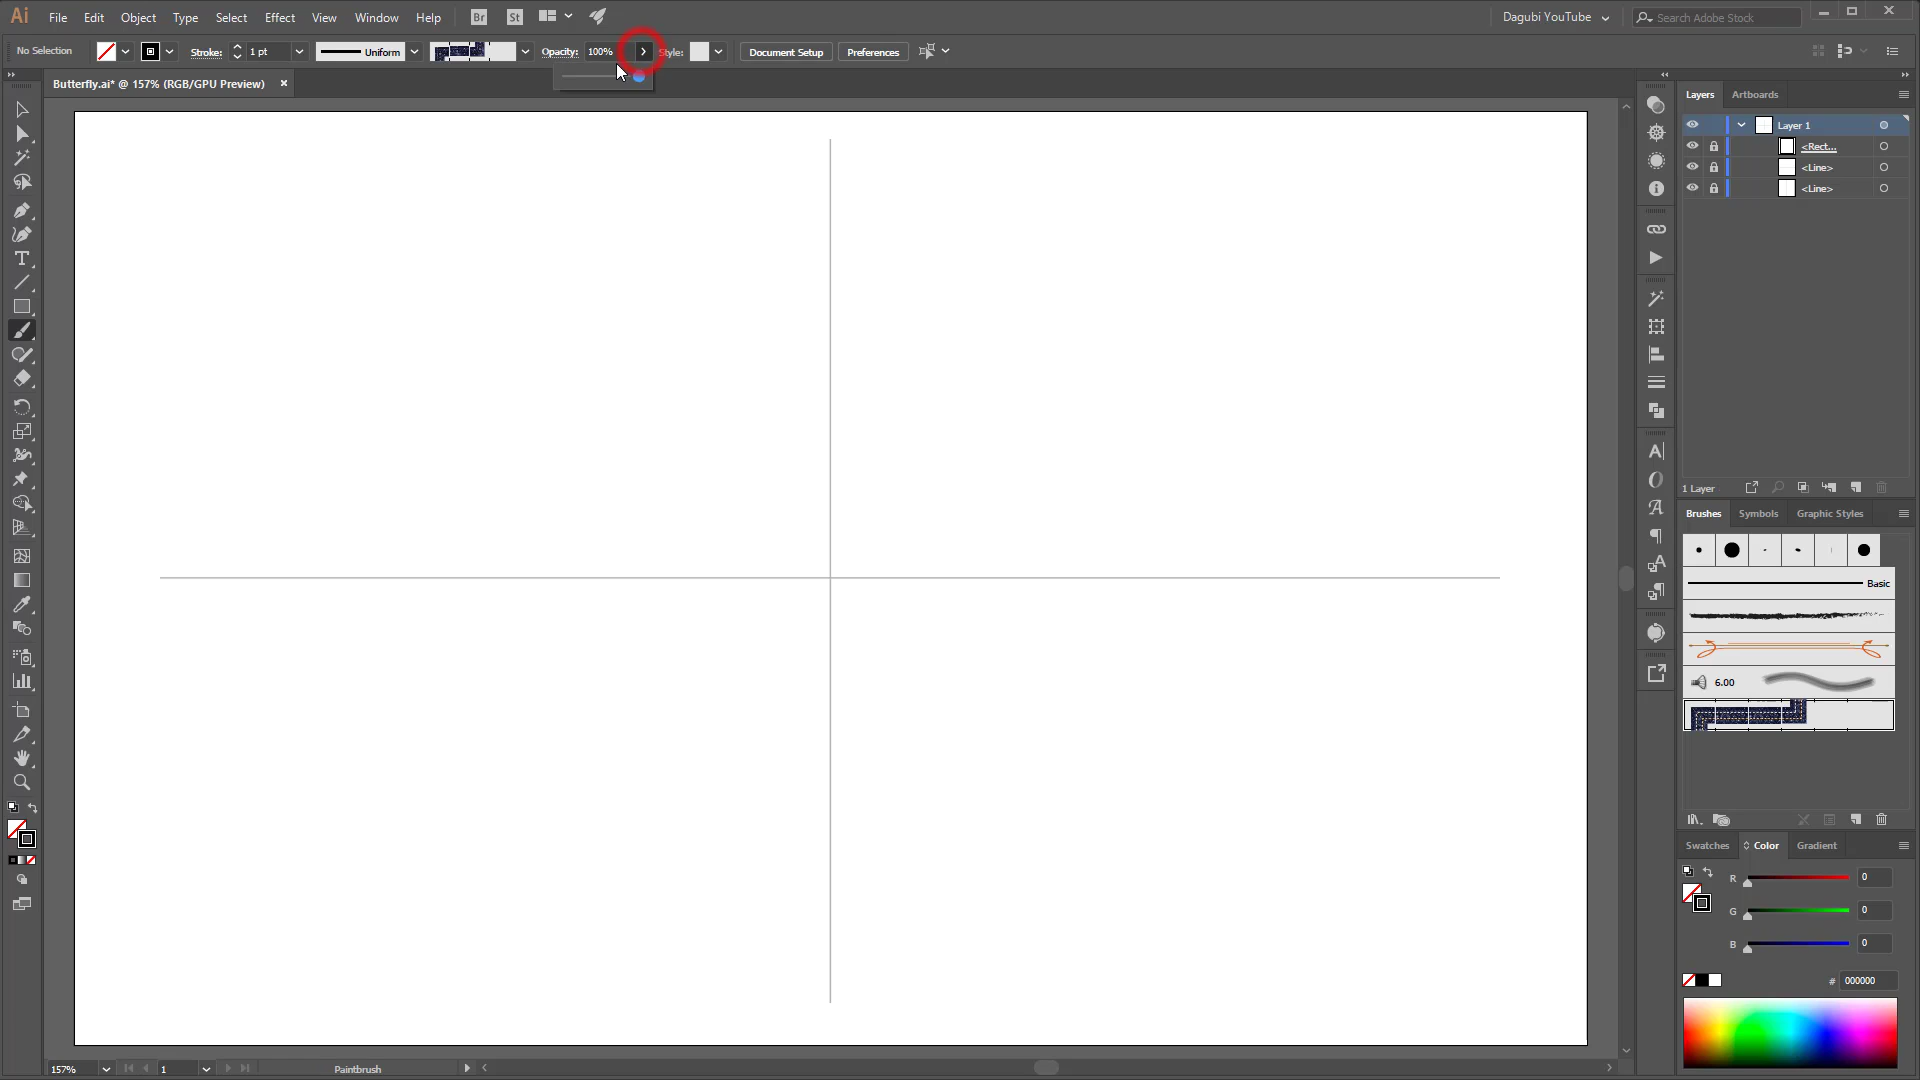 Ai File Edit Object Type Select Effect View Window Help Br St Dagubi YouTube Search Adobe Stock
No Selection Stroke: 1 pt Uniform Opacity: 100% Style: Document Setup Preferences
Butterfly.ai* @ 157% (RGB/GPU Preview)
Layers Artboards
Layer 1
<Rect...
<Line>
<Line>
1 Layer
Brushes Symbols Graphic Styles
Basic
6.00
Swatches Color Gradient
R 0
G 0
B 0
# 000000
157% 1 Paintbrush